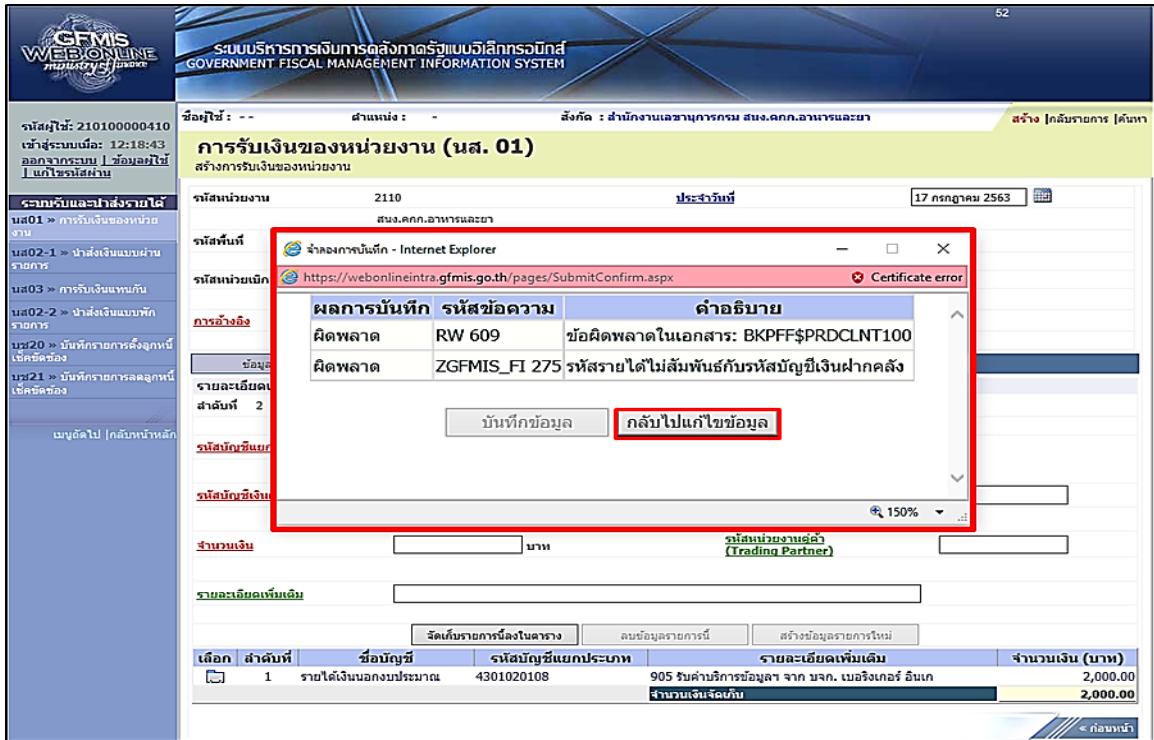 52
GFMIS
WEB ONLINE
ministry of finance
ระบบบริหารการเงินการคลังภาครัฐแบบอิเล็กทรอนิกส์
GOVERNMENT FISCAL MANAGEMENT INFORMATION SYSTEM
รหัสผู้ใช้: 210100000410
เข้าสู่ระบบเมื่อ: 12:18:43
ออกจากระบบ | ข้อมูลผู้ใช้
| แก้ไขรหัสผ่าน
ชื่อผู้ใช้ : - -
ตำแหน่ง : -
สังกัด : สำนักงานเลขานุการกรม สนง.คกก.อาหารและยา
สร้าง |กลับรายการ |ค้นหา
การรับเงินของหน่วยงาน (นส. 01)
สร้างการรับเงินของหน่วยงาน
ระบบรับและนำส่งรายได้
นส01 » การรับเงินของหน่วย
งาน
นส02-1 » นำส่งเงินแบบผ่าน
รายการ
นส03 » การรับเงินแทนกัน
นส02-2 » นำส่งเงินแบบพัก
รายการ
บช20 » บันทึกรายการตั้งลูกหนี้
เช็คขัดข้อง
บช21 » บันทึกรายการลดลูกหนี้
เช็คขัดข้อง
เมนูถัดไป |กลับหน้าหลัก
รหัสหน่วยงาน 2110 ประจำวันที่ 17 กรกฎาคม 2563
สนง.คกก.อาหารและยา
รหัสพื้นที่
รหัสหน่วยเบิก
การอ้างอิง
จำลองการบันทึก - Internet Explorer
https://webonlineintra.gfmis.go.th/pages/SubmitConfirm.aspx Certificate error
ผลการบันทึก รหัสข้อความ คำอธิบาย
ผิดพลาด RW 609 ข้อผิดพลาดในเอกสาร: BKPFF$PRDCLNT100
ผิดพลาด ZGFMIS_FI 275 รหัสรายได้ไม่สัมพันธ์กับรหัสบัญชีเงินฝากคลัง
บันทึกข้อมูล กลับไปแก้ไขข้อมูล
150%
ลำดับที่ 2
จำนวนเงิน บาท รหัสหน่วยงานคู่ค้า
(Trading Partner)
รายละเอียดเพิ่มเติม
จัดเก็บรายการนี้ลงในตาราง ลบข้อมูลรายการนี้ สร้างข้อมูลรายการใหม่
เลือก ลำดับที่ ชื่อบัญชี รหัสบัญชีแยกประเภท รายละเอียดเพิ่มเติม จำนวนเงิน (บาท)
1 รายได้เงินนอกงบประมาณ 4301020108 905 รับค่าบริการข้อมูลฯ จาก บจก. เบอริงเกอร์ อินเก 2,000.00
จำนวนเงินจัดเก็บ 2,000.00
« ก่อนหน้า